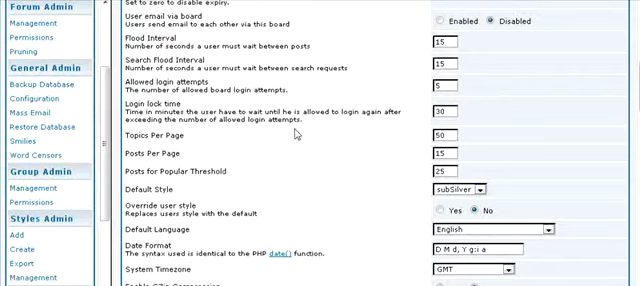 Forum Admin
Management
Permissions
Pruning
General Admin
Backup Database
Configuration
Mass Email
Restore Database
Smilies
Word Censors
Group Admin
Management
Permissions
Styles Admin
Add
Create
Export
Management
Set to zero to disable expiry.
User email via board
Users send email to each other via this board
Enabled Disabled
Flood Interval
Number of seconds a user must wait between posts
15
Search Flood Interval
Number of seconds a user must wait between search requests
15
Allowed login attempts
The number of allowed board login attempts.
5
Login lock time
Time in minutes the user have to wait until he is allowed to login again after
exceeding the number of allowed login attempts.
30
Topics Per Page
50
Posts Per Page
15
Posts for Popular Threshold
25
Default Style
subSilver
Override user style
Replaces users style with the default
Yes No
Default Language
English
Date Format
The syntax used is identical to the PHP date() function.
D M d, Y g:i a
System Timezone
GMT
Enable GZip Compression